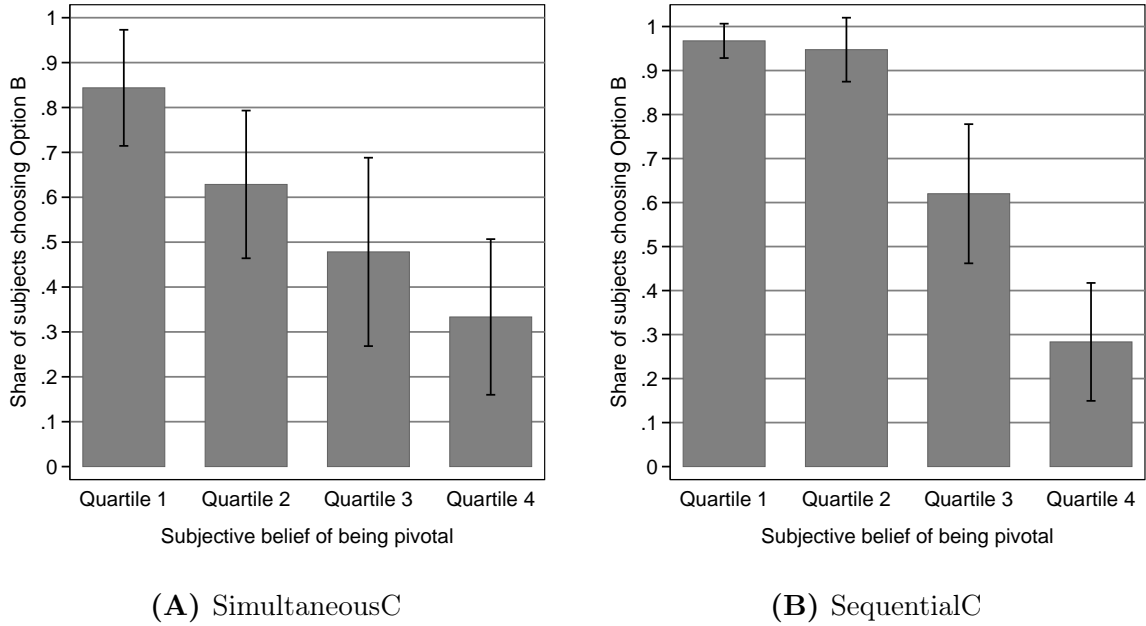 Share of subjects choosing Option B
1
.9
.8
.7
.6
.5
.4
.3
.2
.1
0
Quartile 1 Quartile 2 Quartile 3 Quartile 4
Subjective belief of being pivotal
(A) SimultaneousC
Share of subjects choosing Option B
1
.9
.8
.7
.6
.5
.4
.3
.2
.1
0
Quartile 1 Quartile 2 Quartile 3 Quartile 4
Subjective belief of being pivotal
(B) SequentialC